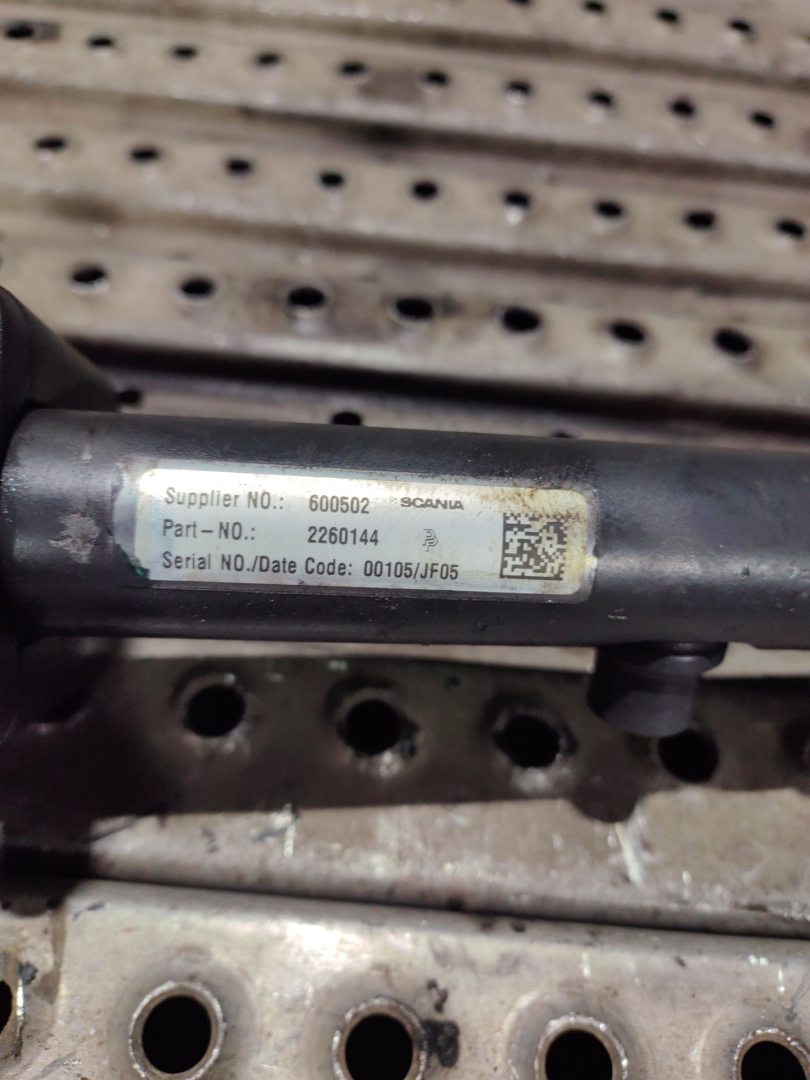 Supplier NO.: 600502 SCANIA
Part-NO.: 2260144
Serial NO./Date Code: 00105/JF05